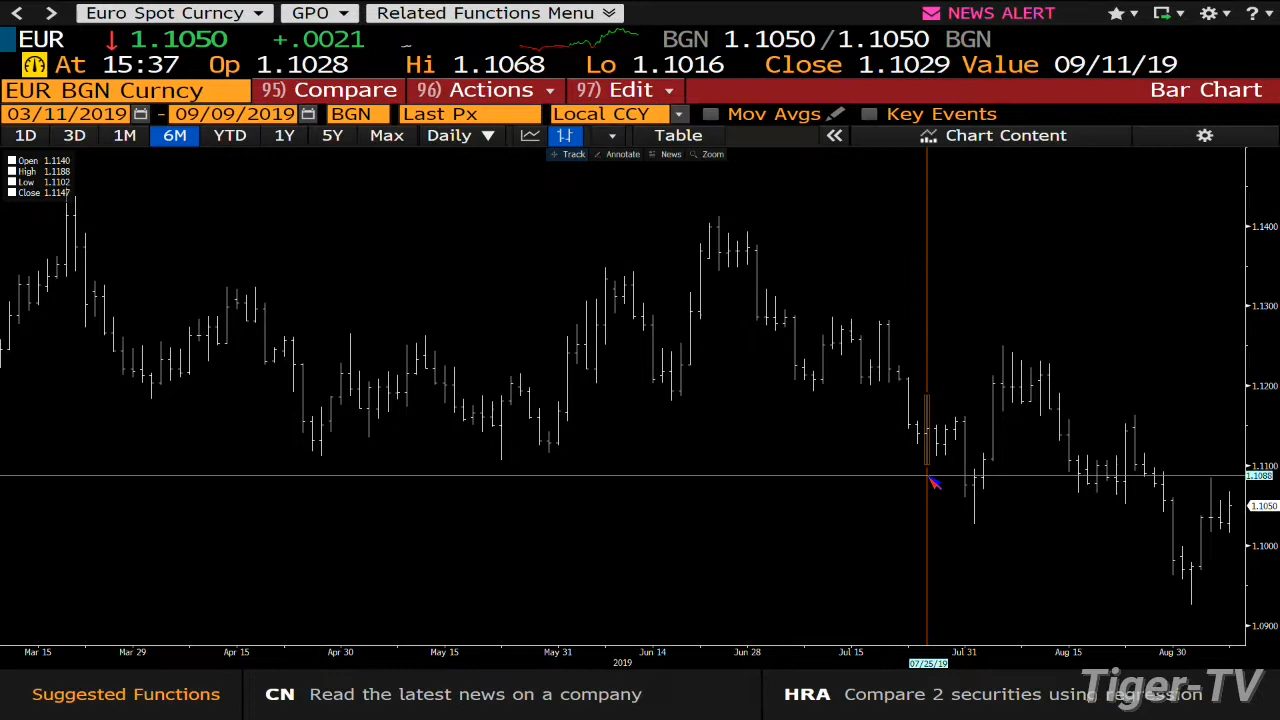 Euro Spot Curncy GPO Related Functions Menu NEWS ALERT ?
EUR 1.1050 +.0021 BGN 1.1050 / 1.1050 BGN
At 15:37 Op 1.1028 Hi 1.1068 Lo 1.1016 Close 1.1029 Value 09/11/19
EUR BGN Curncy 95) Compare 96) Actions 97) Edit Bar Chart
03/11/2019 - 09/09/2019 BGN Last Px Local CCY Mov Avgs Key Events
1D 3D 1M 6M YTD 1Y 5Y Max Daily Table Chart Content
Track Annotate News Zoom
Open 1.1140
High 1.1188
Low 1.1102
Close 1.1147
1.1400
1.1300
1.1200
1.1100
1.1088
1.1050
1.1000
1.0900
Mar 15 Mar 29 Apr 15 Apr 30 May 15 May 31 Jun 14 Jun 28 Jul 15 Jul 31 Aug 15 Aug 30
2019 07/25/19
Suggested Functions CN Read the latest news on a company HRA Compare 2 securities using regression
Tiger-TV